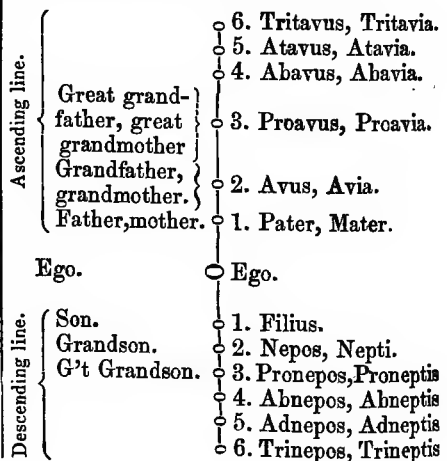 6. Tritavus, Tritavia.
5. Atavus, Atavia.
4. Abavus, Abavia.
Ascending line.
Great grand-
father, great
grandmother
3. Proavus, Proavia.
Grandfather,
grandmother.
2. Avus, Avia.
Father,mother.
1. Pater, Mater.
Ego.
Ego.
Descending line.
Son.
1. Filius.
Grandson.
2. Nepos, Nepti.
G't Grandson.
3. Pronepos,Proneptis
4. Abnepos, Abneptis
5. Adnepos, Adneptis
6. Trinepos, Trineptis